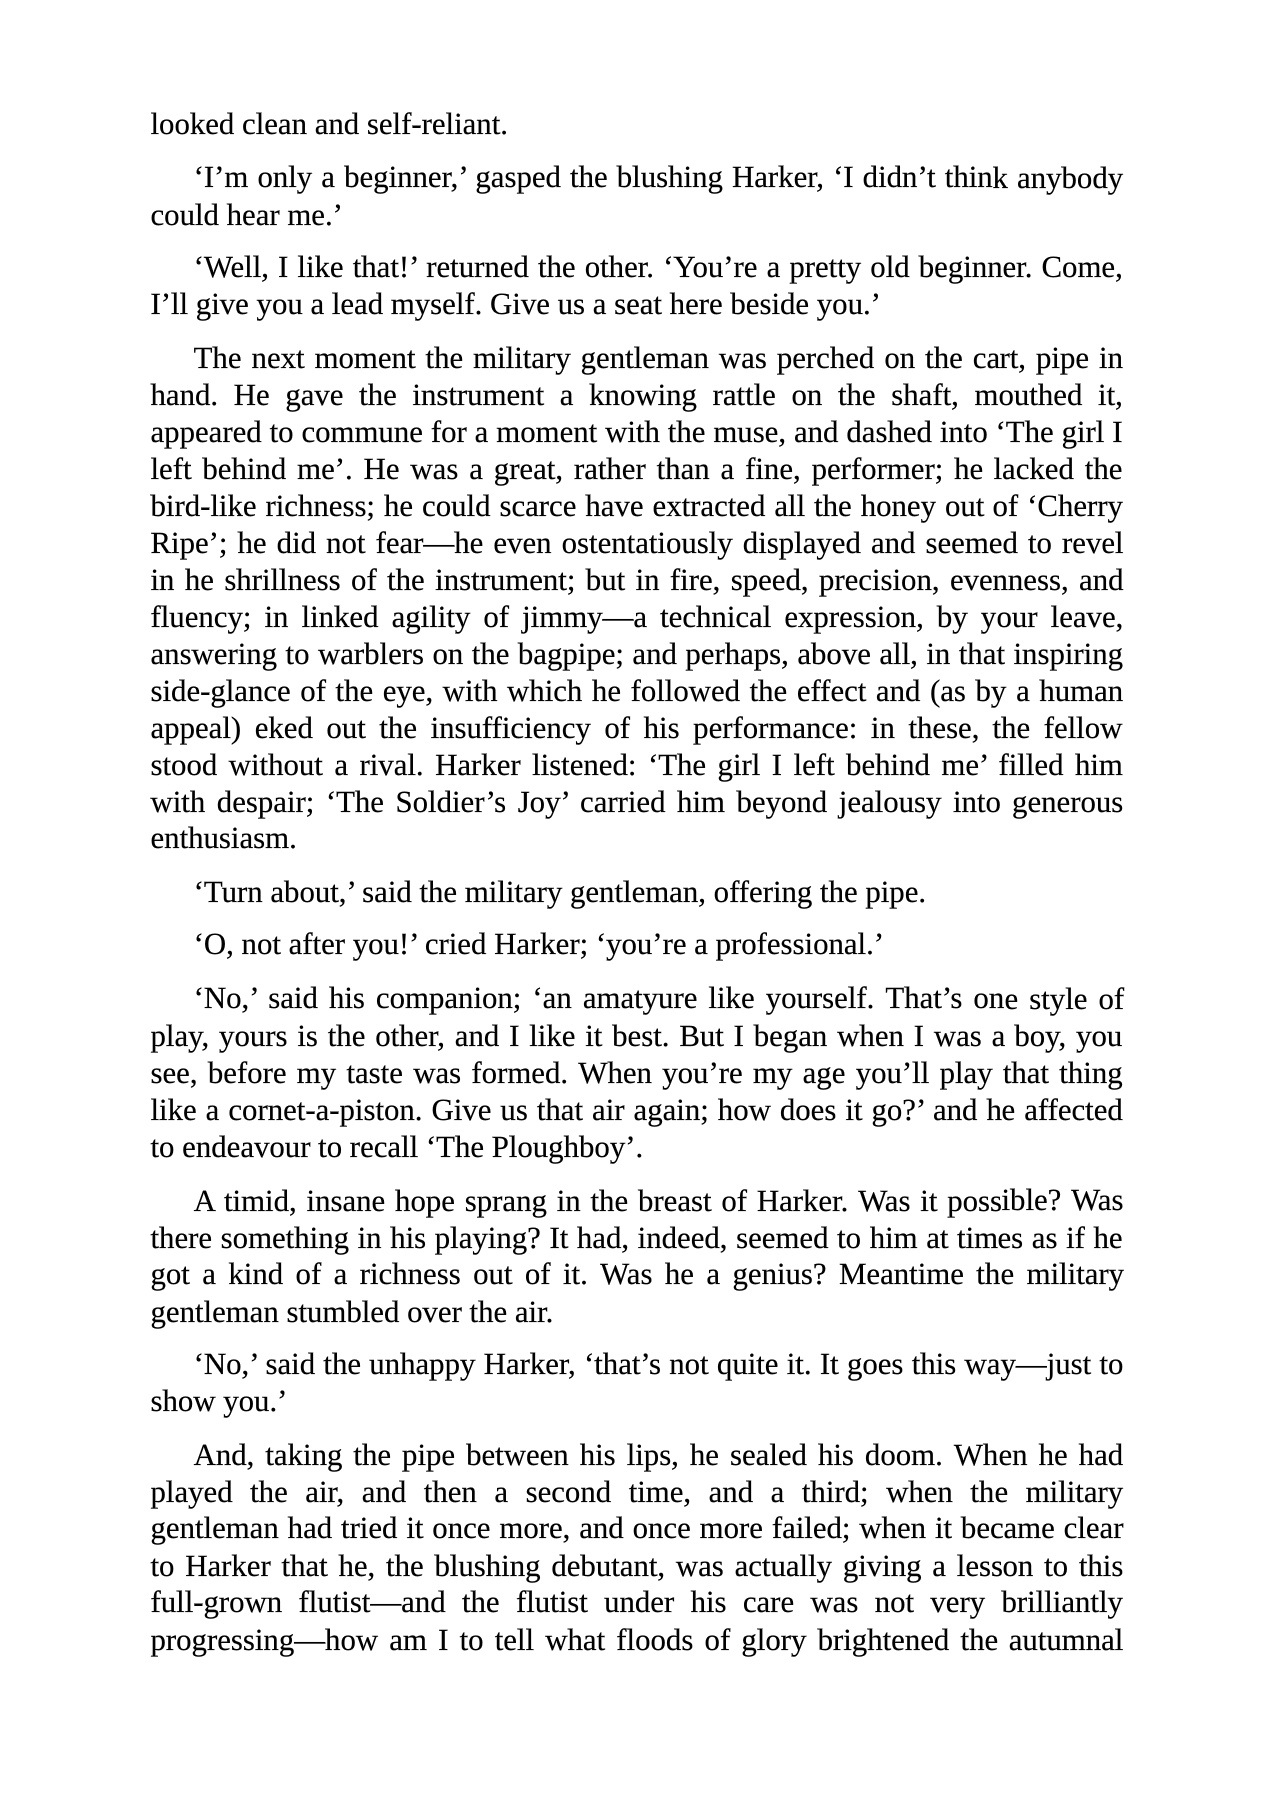 looked clean and self-reliant.
‘I’m only a beginner,’ gasped the blushing Harker, ‘I didn’t think anybody
could hear me.’
‘Well, I like that!’ returned the other. ‘You’re a pretty old beginner. Come,
I’ll give you a lead myself. Give us a seat here beside you.’
The next moment the military gentleman was perched on the cart, pipe in
hand. He gave the instrument a knowing rattle on the shaft, mouthed it,
appeared to commune for a moment with the muse, and dashed into ‘The girl I
left behind me’. He was a great, rather than a fine, performer; he lacked the
bird-like richness; he could scarce have extracted all the honey out of ‘Cherry
Ripe’; he did not fear—he even ostentatiously displayed and seemed to revel
in he shrillness of the instrument; but in fire, speed, precision, evenness, and
fluency; in linked agility of jimmy—a technical expression, by your leave,
answering to warblers on the bagpipe; and perhaps, above all, in that inspiring
side-glance of the eye, with which he followed the effect and (as by a human
appeal) eked out the insufficiency of his performance: in these, the fellow
stood without a rival. Harker listened: ‘The girl I left behind me’ filled him
with despair; ‘The Soldier’s Joy’ carried him beyond jealousy into generous
enthusiasm.
‘Turn about,’ said the military gentleman, offering the pipe.
‘O, not after you!’ cried Harker; ‘you’re a professional.’
‘No,’ said his companion; ‘an amatyure like yourself. That’s one style of
play, yours is the other, and I like it best. But I began when I was a boy, you
see, before my taste was formed. When you’re my age you’ll play that thing
like a cornet-a-piston. Give us that air again; how does it go?’ and he affected
to endeavour to recall ‘The Ploughboy’.
A timid, insane hope sprang in the breast of Harker. Was it possible? Was
there something in his playing? It had, indeed, seemed to him at times as if he
got a kind of a richness out of it. Was he a genius? Meantime the military
gentleman stumbled over the air.
‘No,’ said the unhappy Harker, ‘that’s not quite it. It goes this way—just to
show you.’
And, taking the pipe between his lips, he sealed his doom. When he had
played the air, and then a second time, and a third; when the military
gentleman had tried it once more, and once more failed; when it became clear
to Harker that he, the blushing debutant, was actually giving a lesson to this
full-grown flutist—and the flutist under his care was not very brilliantly
progressing—how am I to tell what floods of glory brightened the autumnal